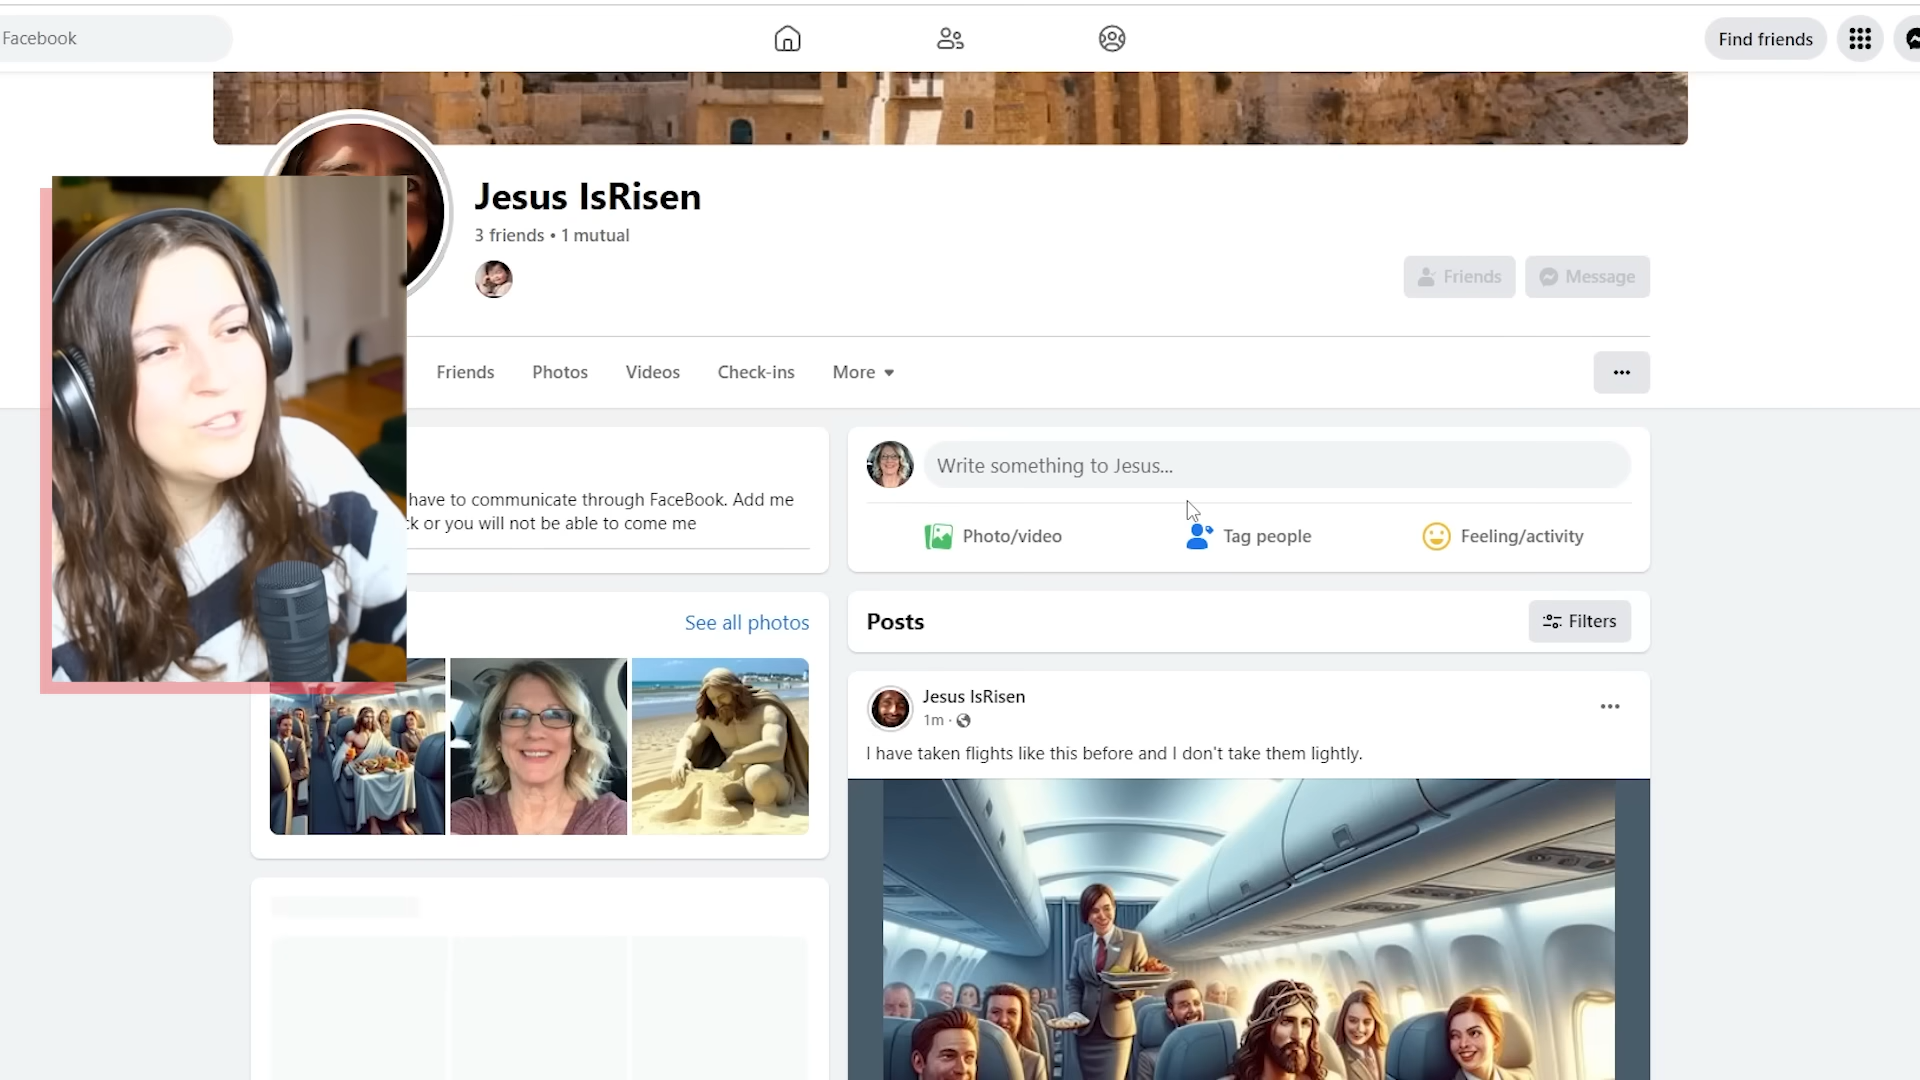 Facebook
Find friends
Jesus IsRisen
3 friends • 1 mutual
Friends
Message
Friends
Photos
Videos
Check-ins
More
have to communicate through FaceBook. Add me
or you will not be able to come me
See all photos
Write something to Jesus...
Photo/video
Tag people
Feeling/activity
Posts
Filters
Jesus IsRisen
1m ·
I have taken flights like this before and I don't take them lightly.